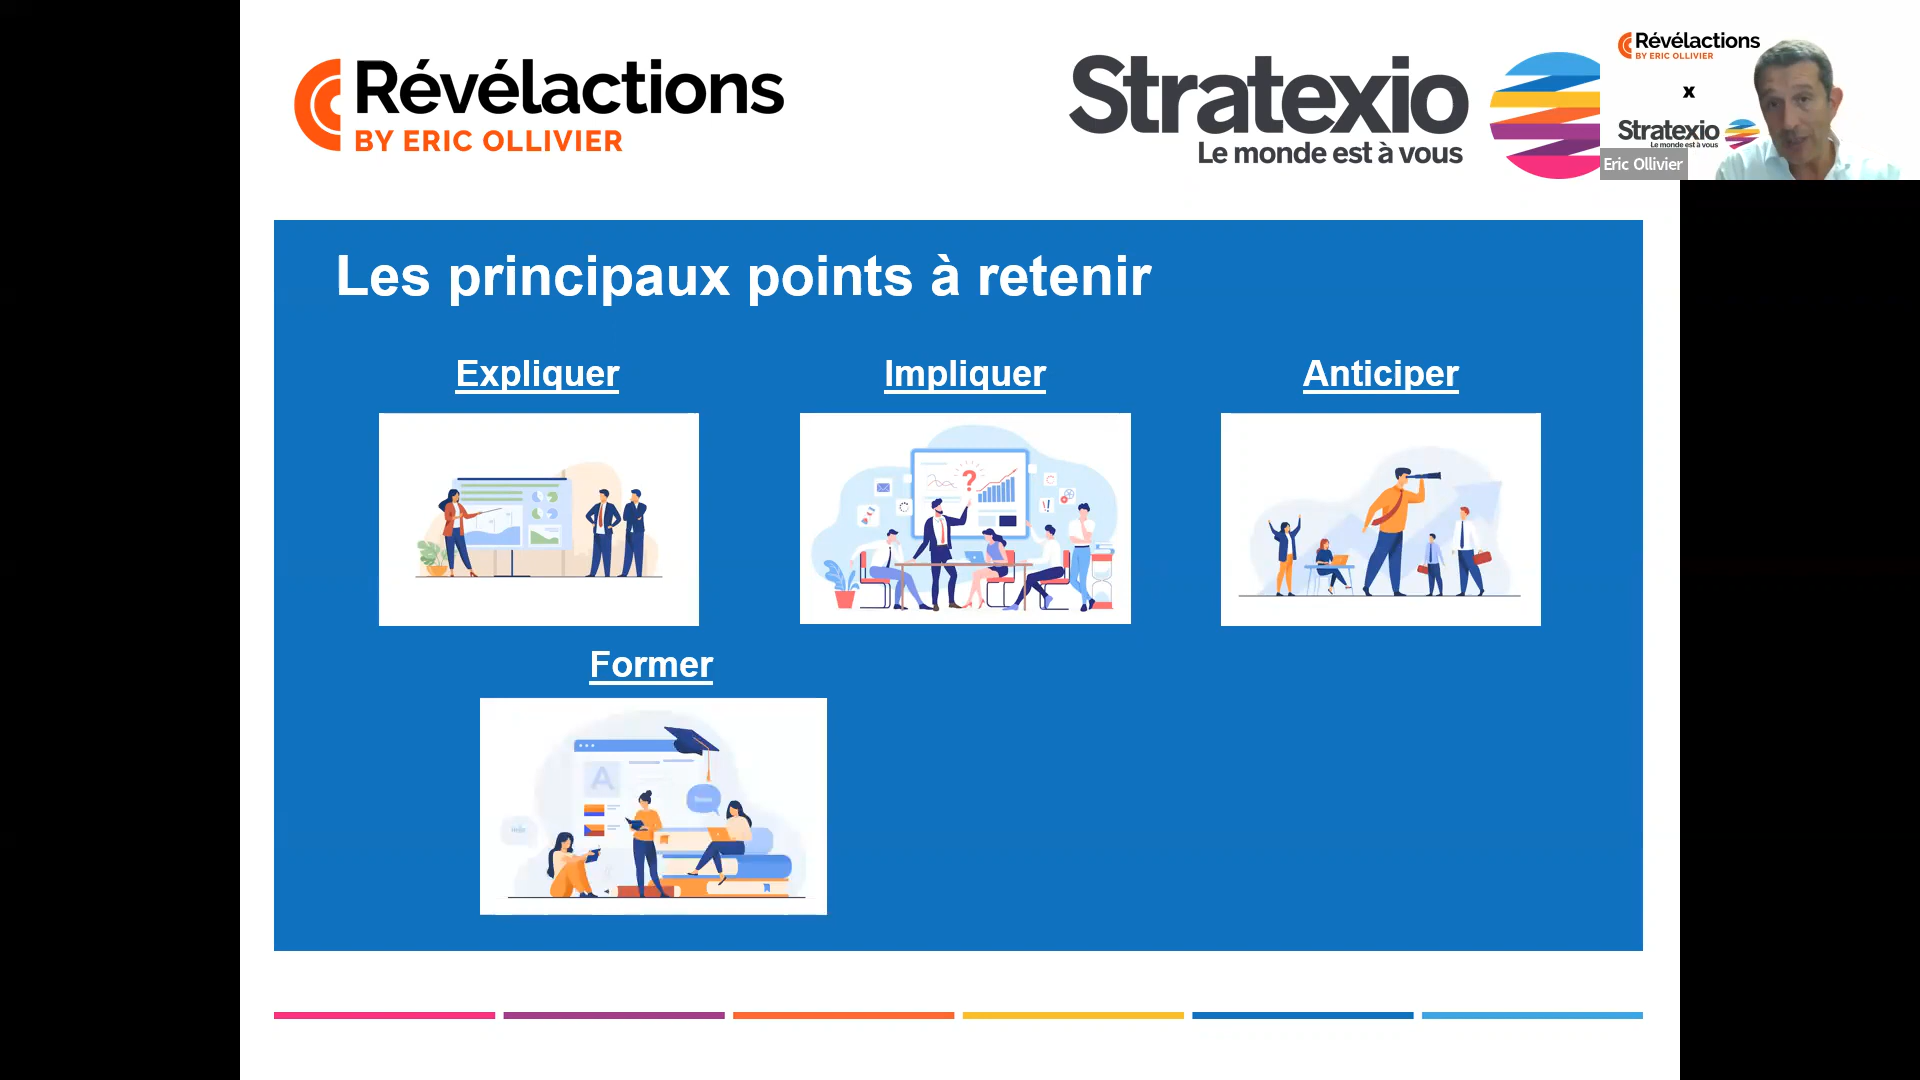 Révélactions
BY ERIC OLLIVIER
Stratexio
Le monde est à vous
Révélactions
BY ERIC OLLIVIER
x
Stratexio
Le monde est à vous
Eric Ollivier
Les principaux points à retenir
Expliquer
Impliquer
Anticiper
?
!
Former
A